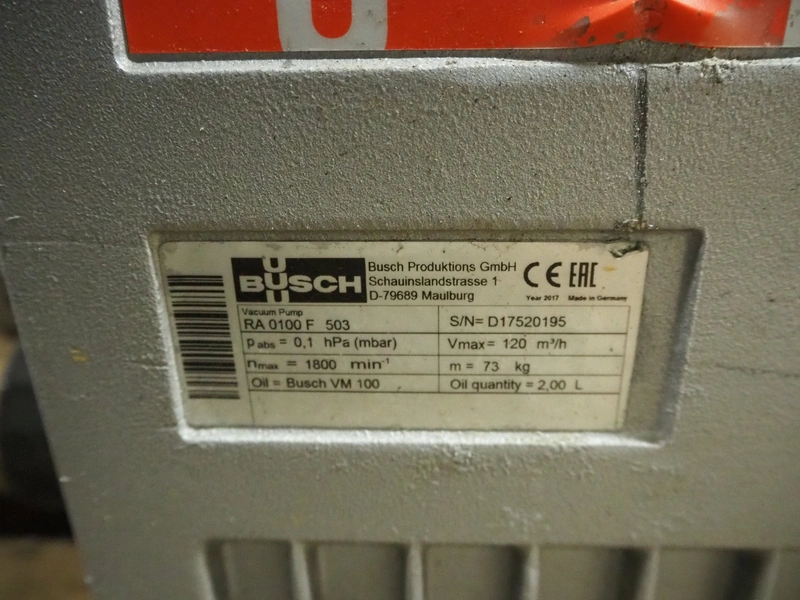 BUSCH
Busch Produktions GmbH
Schauinslandstrasse 1
D-79689 Maulburg
CE EAC
Year 2017 Made in Germany
Vacuum Pump
RA 0100 F 503
S/N= D17520195
P abs = 0,1 hPa (mbar)
Vmax= 120 m³/h
nmax = 1800 min⁻¹
m = 73 kg
Oil = Busch VM 100
Oil quantity = 2,00 L